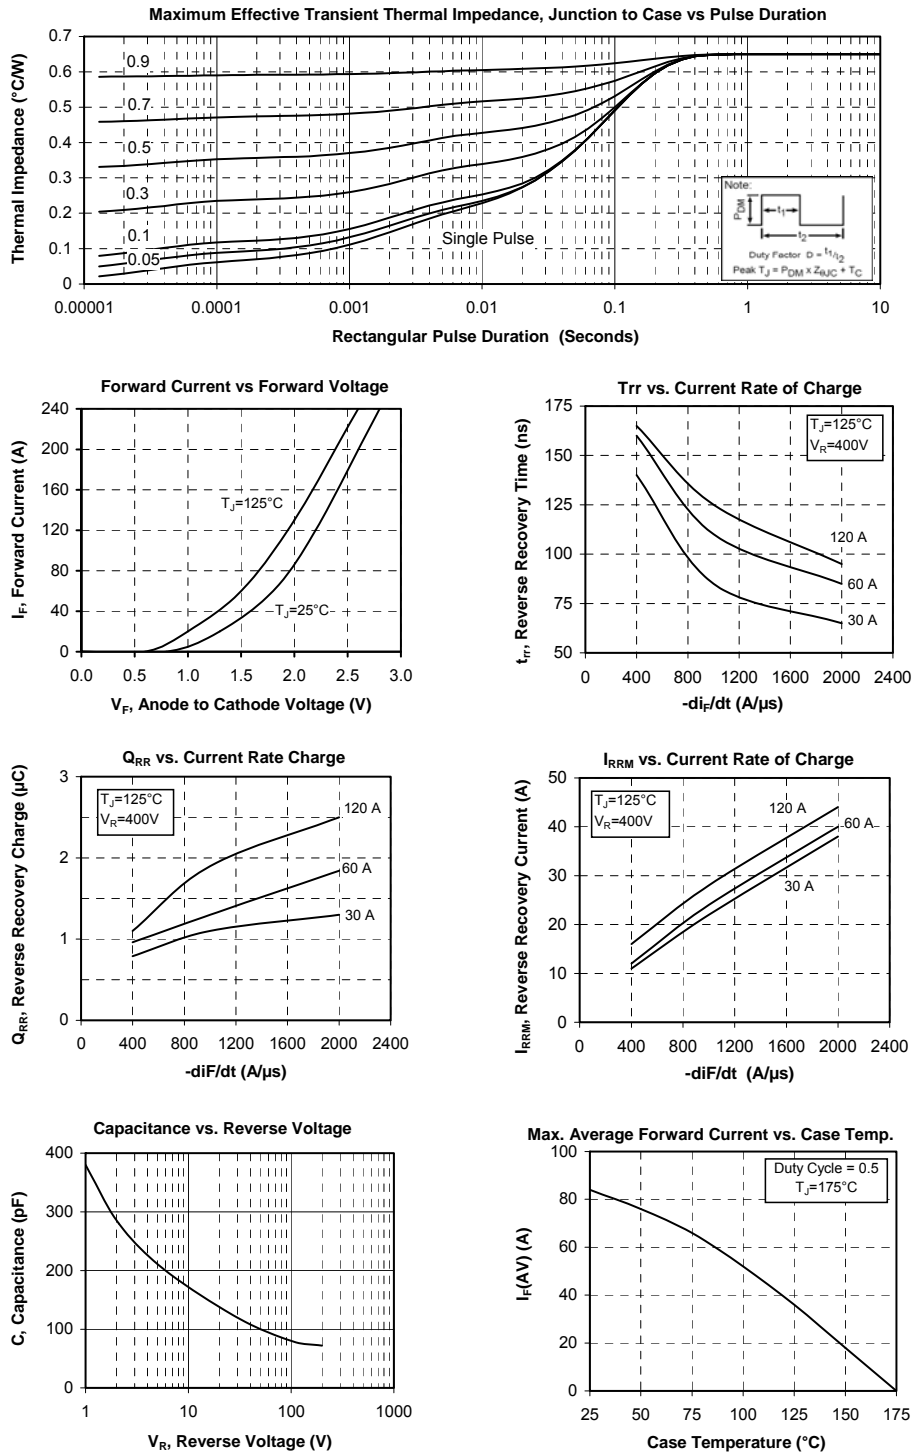 Maximum Effective Transient Thermal Impedance, Junction to Case vs Pulse Duration
Thermal Impedance (°C/W)
0.7
0.6
0.5
0.4
0.3
0.2
0.1
0
0.9
0.7
0.5
0.3
0.1
0.05
Single Pulse
Note:
PDM
t1
t2
Duty Factor D = t1/t2
Peak TJ = PDM x ZθJC + TC
0.00001 0.0001 0.001 0.01 0.1 1 10
Rectangular Pulse Duration (Seconds)
Forward Current vs Forward Voltage
IF, Forward Current (A)
240
200
160
120
80
40
0
TJ=125°C
TJ=25°C
0.0 0.5 1.0 1.5 2.0 2.5 3.0
VF, Anode to Cathode Voltage (V)
Trr vs. Current Rate of Charge
trr, Reverse Recovery Time (ns)
175
150
125
100
75
50
TJ=125°C
VR=400V
120 A
60 A
30 A
0 400 800 1200 1600 2000 2400
-diF/dt (A/µs)
QRR vs. Current Rate Charge
QRR, Reverse Recovery Charge (µC)
3
2
1
0
TJ=125°C
VR=400V
120 A
60 A
30 A
0 400 800 1200 1600 2000 2400
-diF/dt (A/µs)
IRRM vs. Current Rate of Charge
IRRM, Reverse Recovery Current (A)
50
40
30
20
10
0
TJ=125°C
VR=400V
120 A
60 A
30 A
0 400 800 1200 1600 2000 2400
-diF/dt (A/µs)
Capacitance vs. Reverse Voltage
C, Capacitance (pF)
400
300
200
100
0
1 10 100 1000
VR, Reverse Voltage (V)
Max. Average Forward Current vs. Case Temp.
IF(AV) (A)
100
80
60
40
20
0
Duty Cycle = 0.5
TJ=175°C
25 50 75 100 125 150 175
Case Temperature (°C)